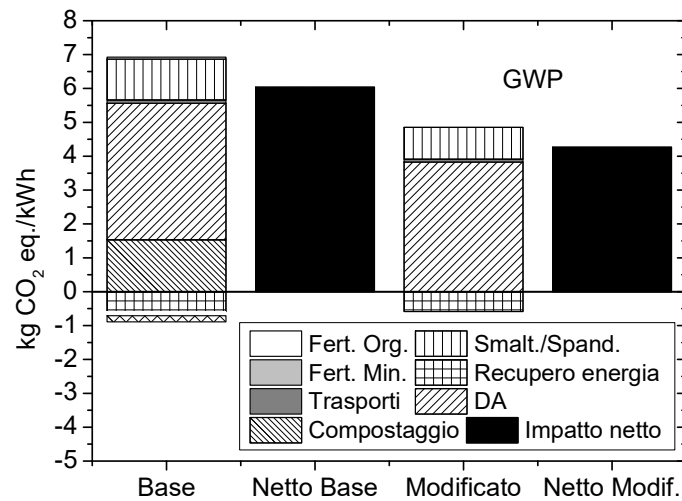 8
7
6
5
4
3
2
1
0
-1
-2
-3
-4
-5
kg CO2 eq./kWh
GWP
Fert. Org. Smalt./Spand.
Fert. Min. Recupero energia
Trasporti DA
Compostaggio Impatto netto
Base Netto Base Modificato Netto Modif.